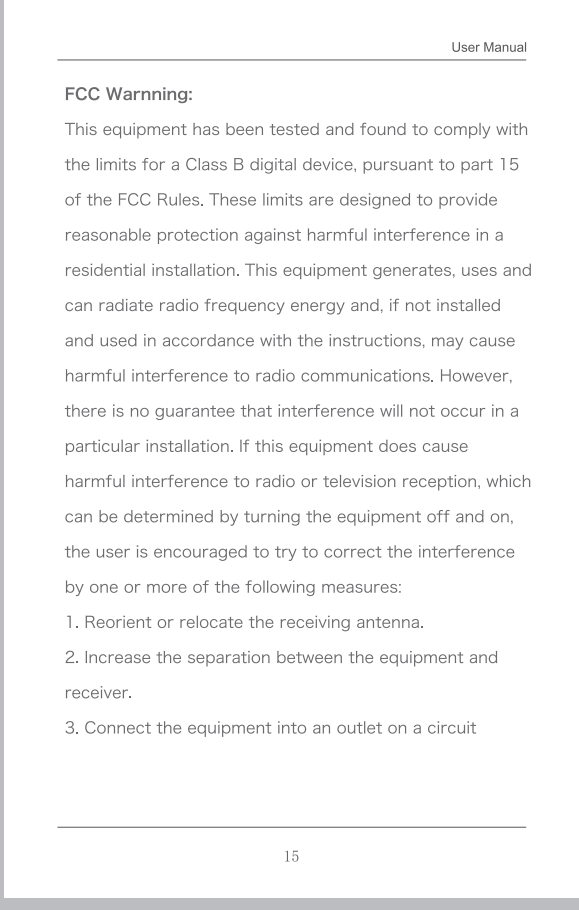 User Manual
FCC Warnning:
This equipment has been tested and found to comply with
the limits for a Class B digital device, pursuant to part 15
of the FCC Rules. These limits are designed to provide
reasonable protection against harmful interference in a
residential installation. This equipment generates, uses and
can radiate radio frequency energy and, if not installed
and used in accordance with the instructions, may cause
harmful interference to radio communications. However,
there is no guarantee that interference will not occur in a
particular installation. If this equipment does cause
harmful interference to radio or television reception, which
can be determined by turning the equipment off and on,
the user is encouraged to try to correct the interference
by one or more of the following measures:
1. Reorient or relocate the receiving antenna.
2. Increase the separation between the equipment and
receiver.
3. Connect the equipment into an outlet on a circuit
15